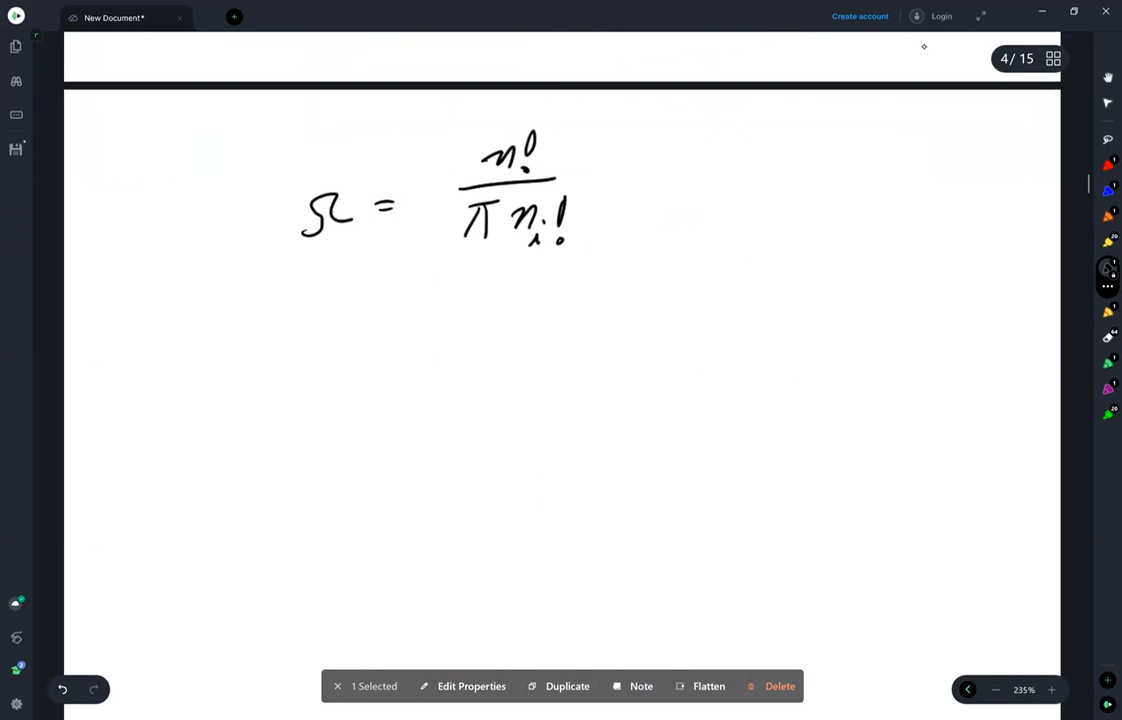 New Document*
Create account
Login
4 / 15
Ω = n! / π nᵢ!
1 Selected
Edit Properties
Duplicate
Note
Flatten
Delete
235%